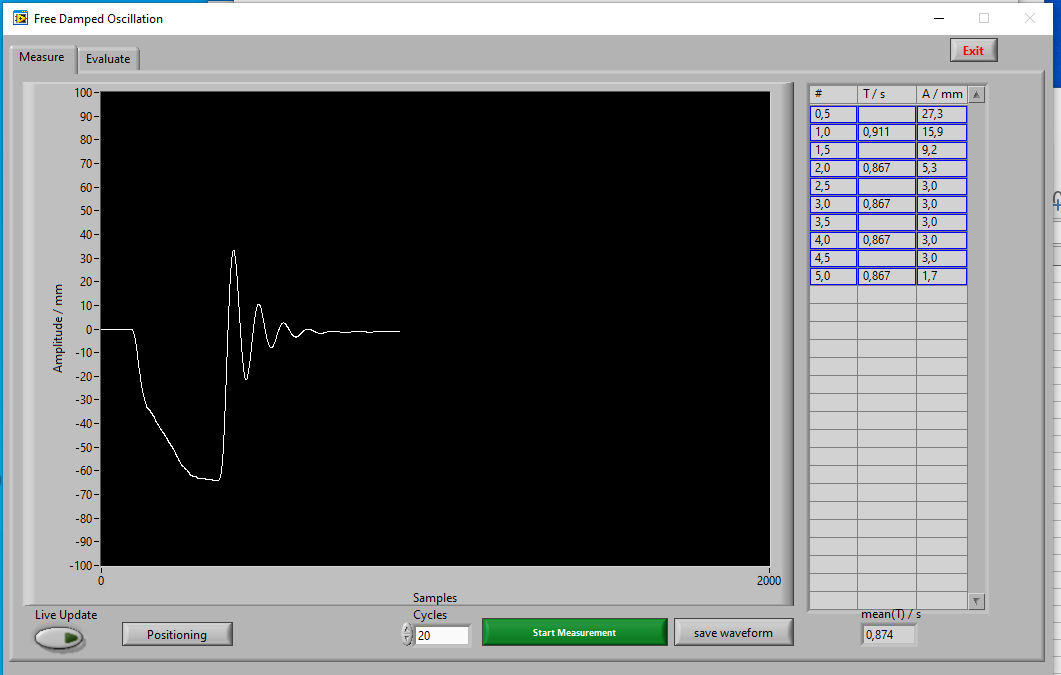 Free Damped Oscillation
Measure Evaluate Exit
100
90
80
70
60
50
40
30
20
10
0
-10
-20
-30
-40
-50
-60
-70
-80
-90
-100
Amplitude / mm
0 2000
Samples
# T / s A / mm
0,5 27,3
1,0 0,911 15,9
1,5 9,2
2,0 0,867 5,3
2,5 3,0
3,0 0,867 3,0
3,5 3,0
4,0 0,867 3,0
4,5 3,0
5,0 0,867 1,7
mean(T) / s
0,874
Live Update
Positioning
Cycles
20
Start Measurement
save waveform